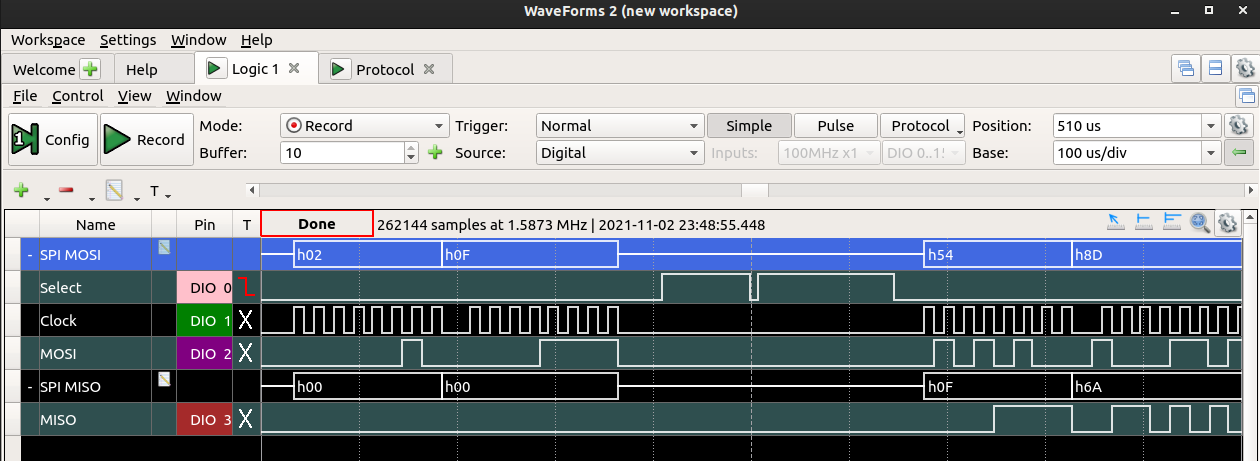 WaveForms 2 (new workspace)
Workspace Settings Window Help
Welcome Help Logic 1 Protocol
File Control View Window
1 Config Record Mode: Record Trigger: Normal Simple Pulse Protocol Position: 510 us
Buffer: 10 Source: Digital Inputs: 100MHz x1 DIO 0..15 Base: 100 us/div
T
Name Pin T Done 262144 samples at 1.5873 MHz | 2021-11-02 23:48:55.448
- SPI MOSI h02 h0F h54 h8D
Select DIO 0
Clock DIO 1 X
MOSI DIO 2 X
- SPI MISO h00 h00 h0F h6A
MISO DIO 3 X